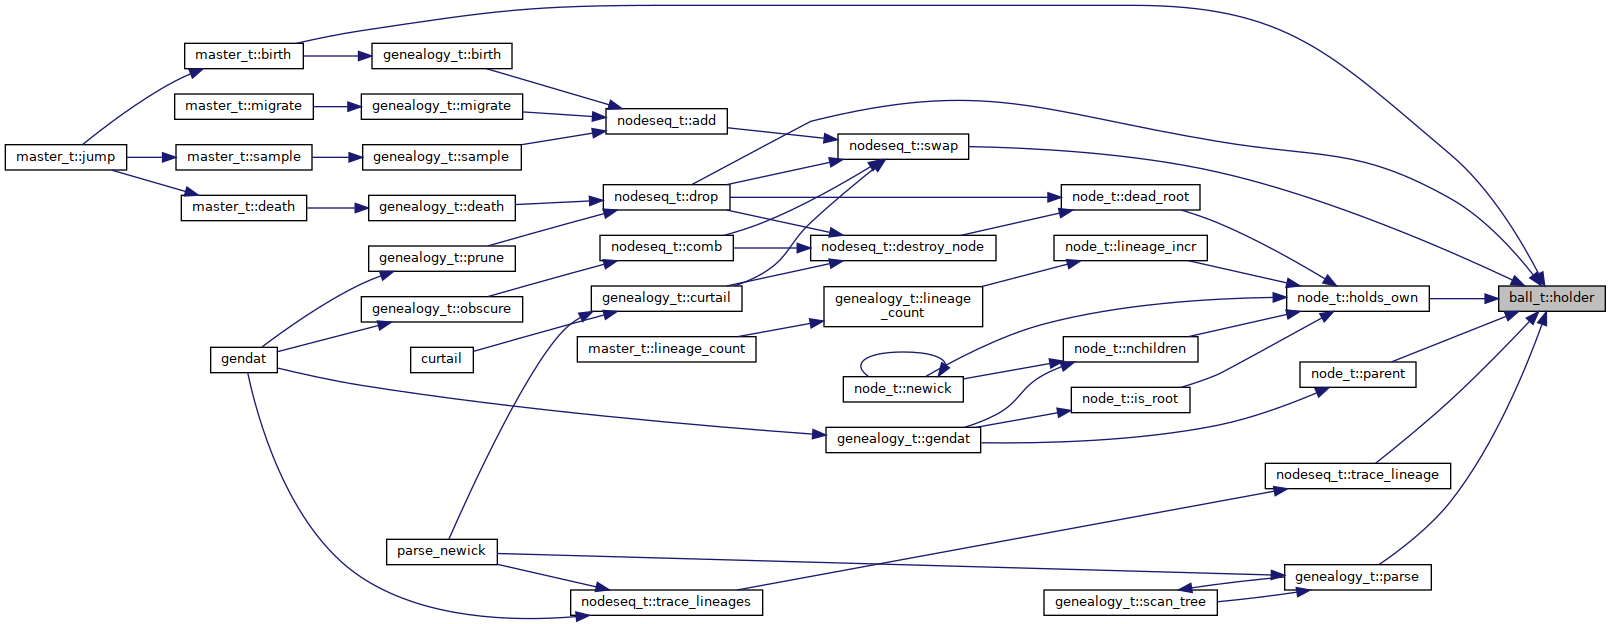 master_t::birth
genealogy_t::birth
master_t::migrate
genealogy_t::migrate
nodeseq_t::add
master_t::jump
master_t::sample
genealogy_t::sample
nodeseq_t::swap
master_t::death
genealogy_t::death
nodeseq_t::drop
node_t::dead_root
genealogy_t::prune
nodeseq_t::comb
nodeseq_t::destroy_node
node_t::lineage_incr
genealogy_t::obscure
genealogy_t::curtail
genealogy_t::lineage
_count
node_t::holds_own
ball_t::holder
gendat
curtail
master_t::lineage_count
node_t::nchildren
node_t::newick
node_t::is_root
node_t::parent
genealogy_t::gendat
nodeseq_t::trace_lineage
parse_newick
genealogy_t::parse
nodeseq_t::trace_lineages
genealogy_t::scan_tree